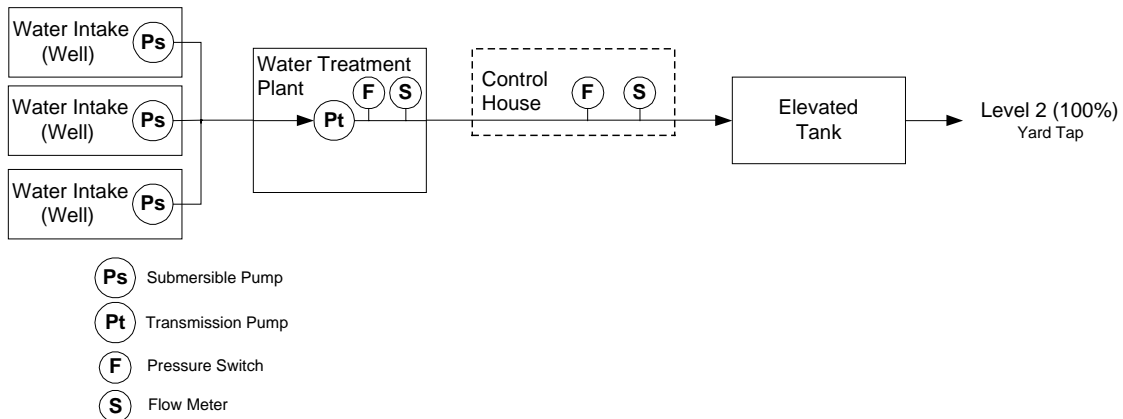 Water Intake
(Well)
Ps
Water Intake
(Well)
Ps
Water Intake
(Well)
Ps
Water Treatment
Plant
Pt
F
S
Control
House
F
S
Elevated
Tank
Level 2 (100%)
Yard Tap
Ps Submersible Pump
Pt Transmission Pump
F Pressure Switch
S Flow Meter